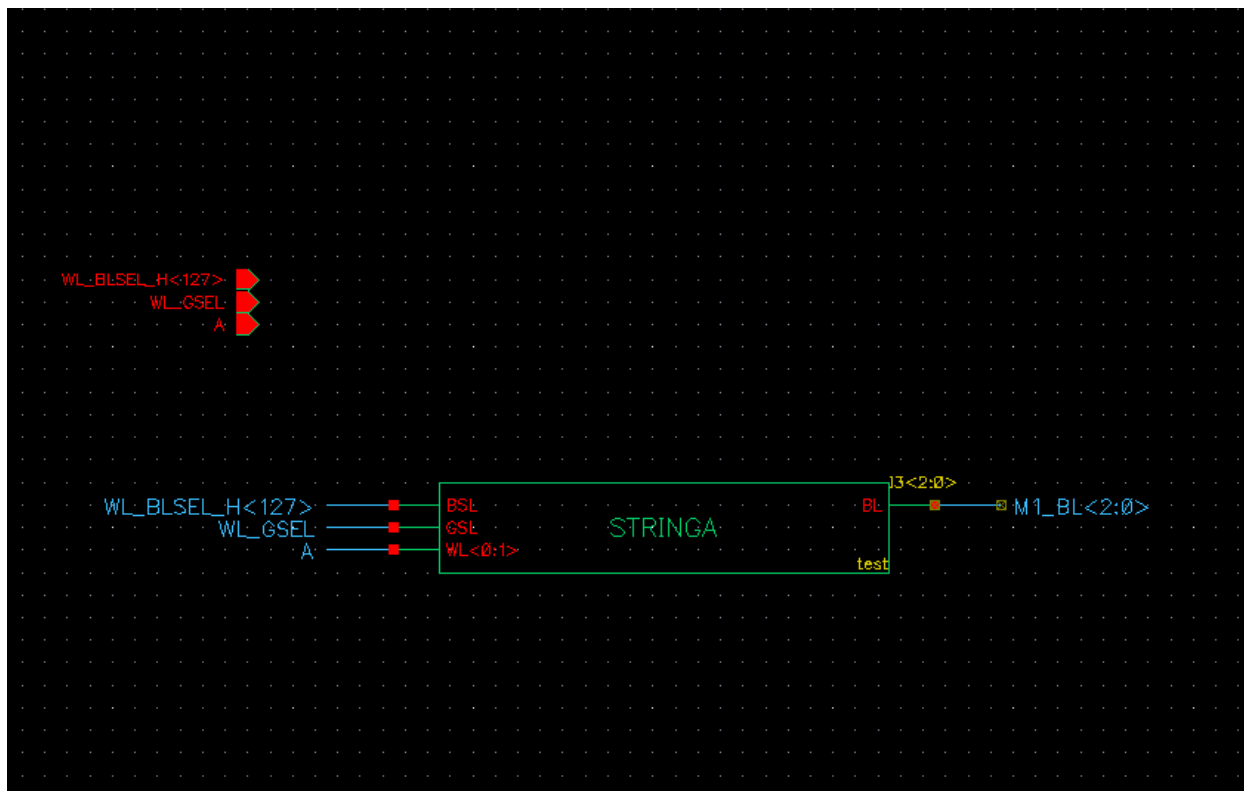 WL_BLSEL_H<127>
WL_GSEL
A
I3<2:0>
WL_BLSEL_H<127>
BSL
BL
M1_BL<2:0>
WL_GSEL
GSL
STRINGA
A
WL<0:1>
test